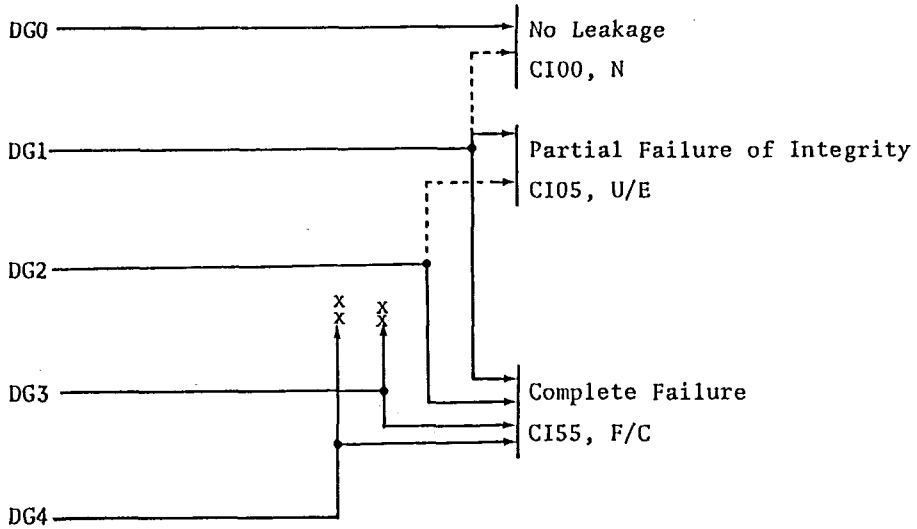 DG0
No Leakage
CI00, N
DG1
Partial Failure of Integrity
CI05, U/E
DG2
x x
x x
DG3
Complete Failure
CI55, F/C
DG4